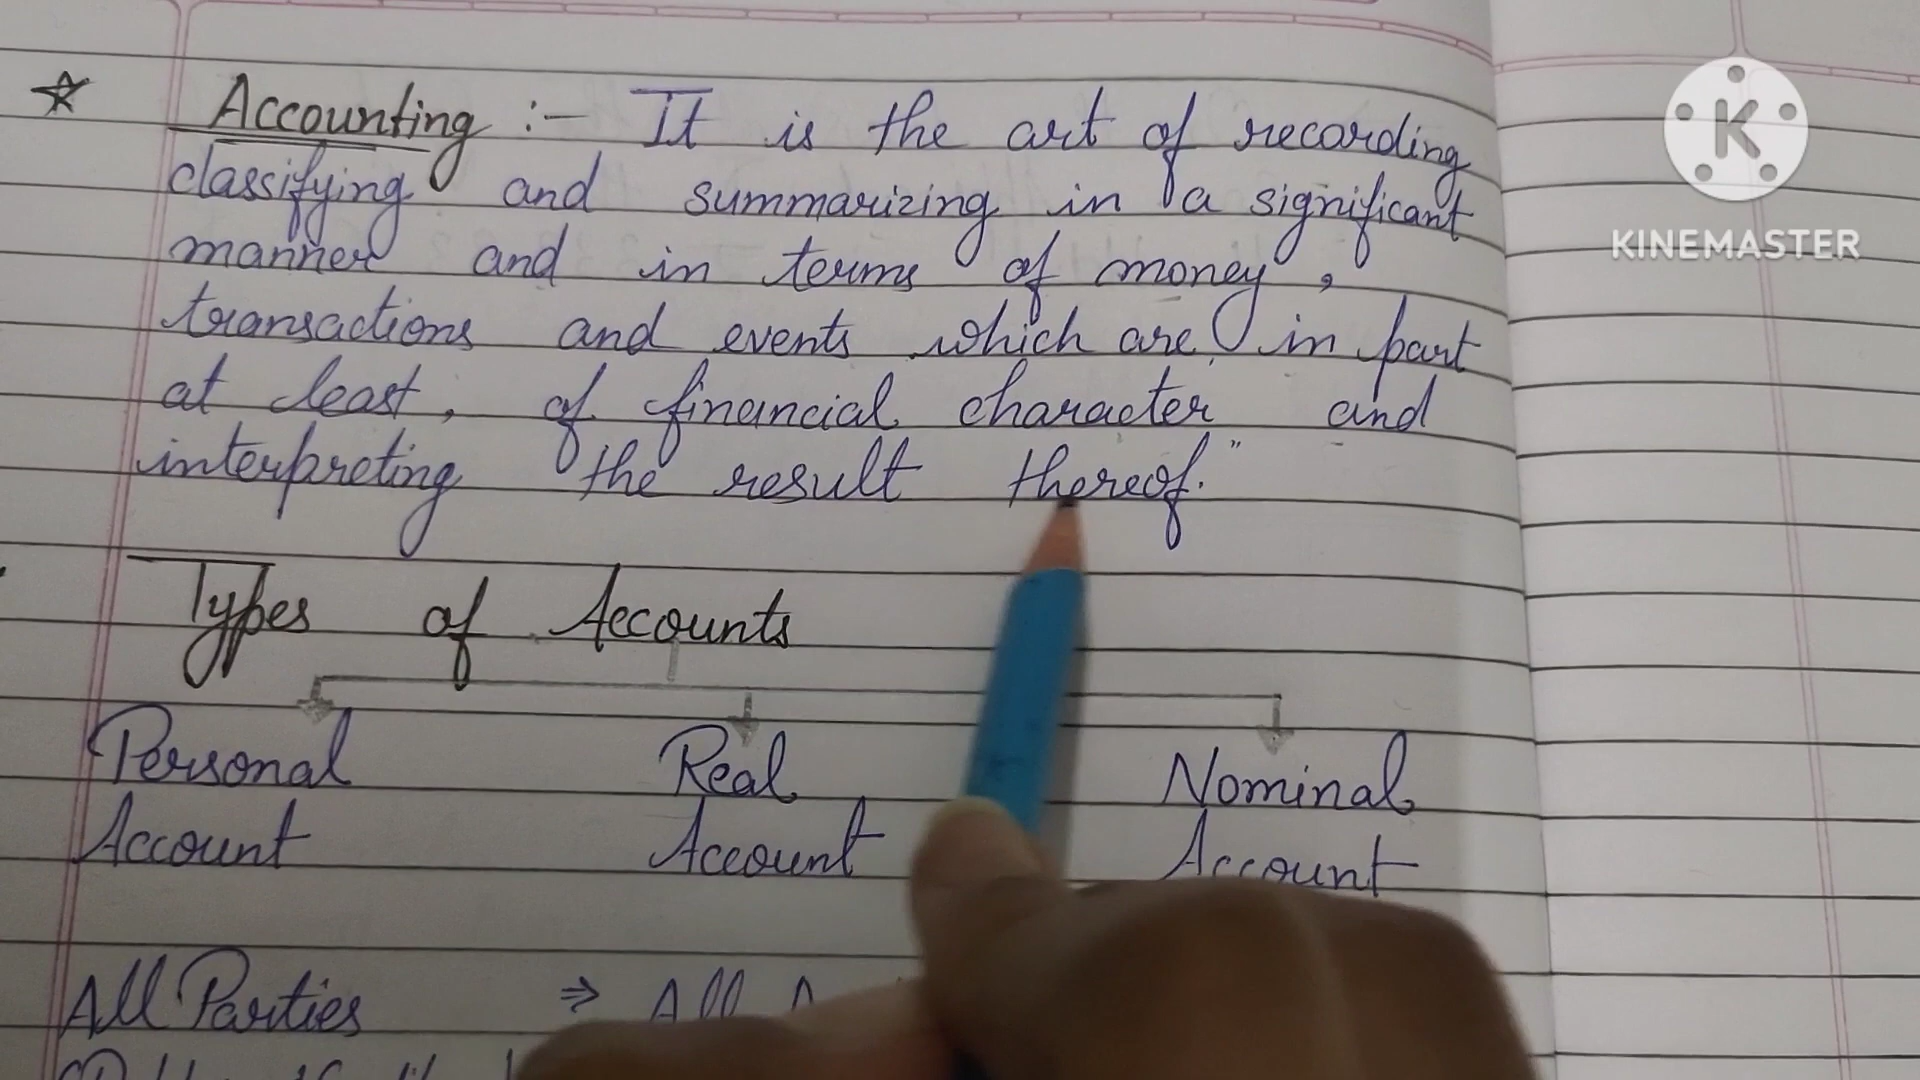 ☆ Accounting :- It is the art of recording
classifying and summarizing in a significant
manner and in terms of money,
transactions and events which are in part
at least, of financial character and
interpreting the result thereof."
Types of Accounts
Personal Account
Real Account
Nominal Account
All Parties ⇒ All
K
KINEMASTER